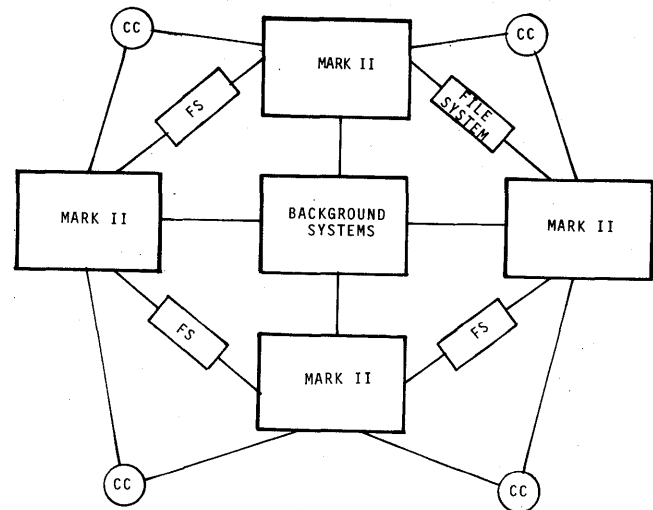 CC
CC
MARK II
FS
FILE
SYSTEM
MARK II
BACKGROUND
SYSTEMS
MARK II
FS
FS
MARK II
CC
CC